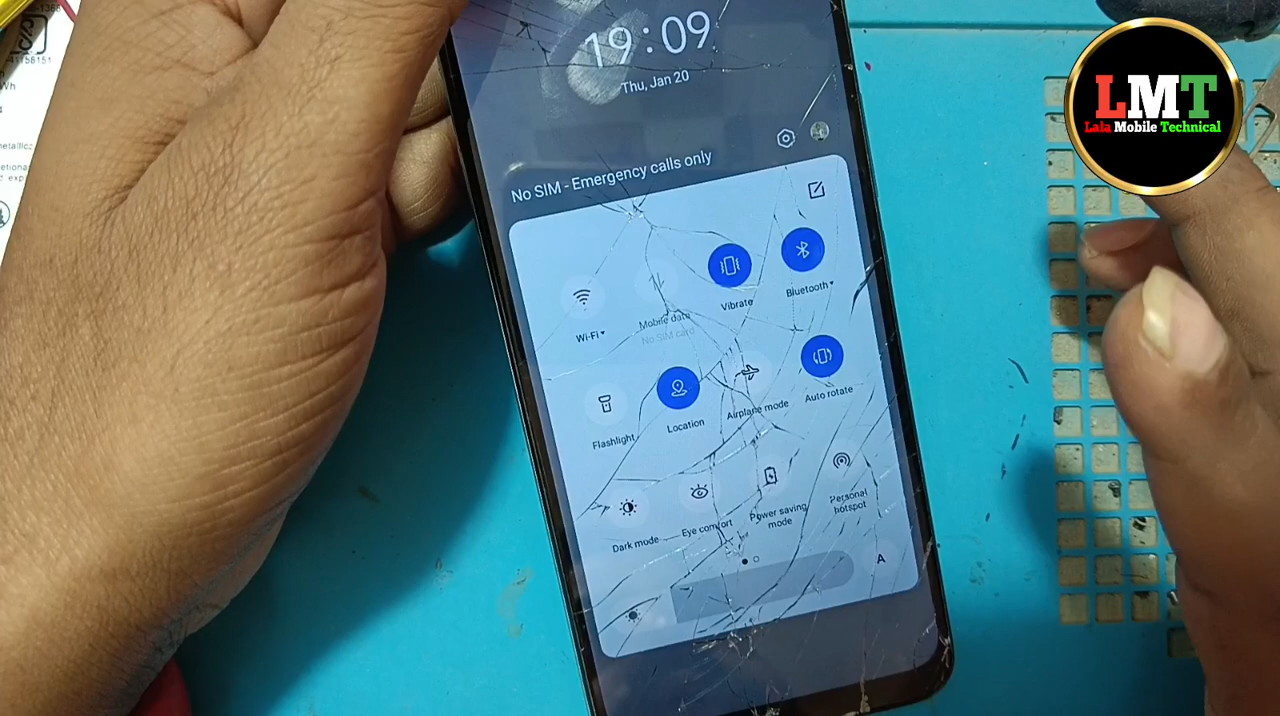 41158151
Wh
19:09
Thu, Jan 20
No SIM - Emergency calls only
Wi-Fi
Mobile data
No SIM card
Vibrate
Bluetooth
Flashlight
Location
Airplane mode
Auto rotate
Dark mode
Eye comfort
Power saving
mode
Personal
hotspot
A
LMT
Lala Mobile Technical